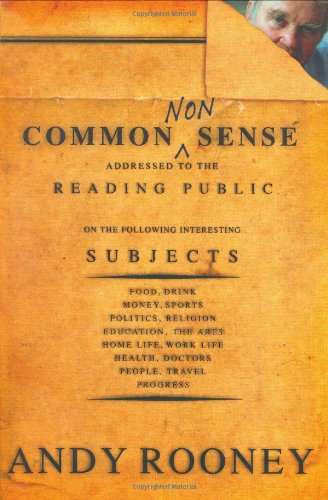 NON
COMMON SENSE
ADDRESSED TO THE
READING PUBLIC
ON THE FOLLOWING INTERESTING
SUBJECTS
FOOD, DRINK
MONEY, SPORTS
POLITICS, RELIGION
EDUCATION, THE ARTS
HOME LIFE, WORK LIFE
HEALTH, DOCTORS
PEOPLE, TRAVEL
PROGRESS
ANDY ROONEY